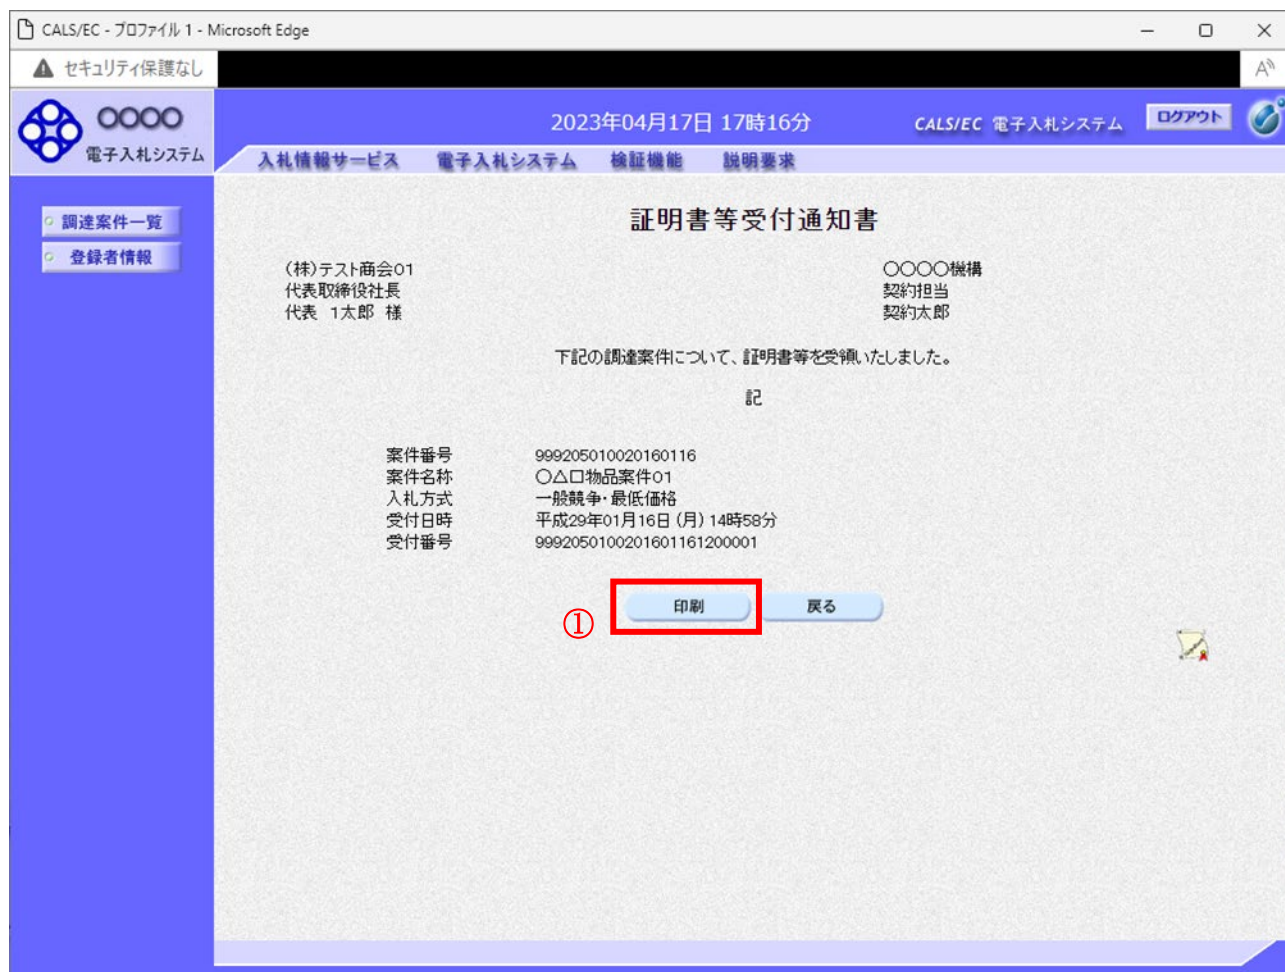 CALS/EC - プロファイル 1 - Microsoft Edge
セキュリティ保護なし
〇〇〇〇
電子入札システム
2023年04月17日 17時16分
CALS/EC 電子入札システム
ログアウト
入札情報サービス 電子入札システム 検証機能 説明要求
調達案件一覧
登録者情報
証明書等受付通知書
(株)テスト商会01
代表取締役社長
代表 1太郎 様
〇〇〇〇機構
契約担当
契約太郎
下記の調達案件について、証明書等を受領いたしました。
記
案件番号 999205010020160116
案件名称 〇△口物品案件01
入札方式 一般競争・最低価格
受付日時 平成29年01月16日(月) 14時58分
受付番号 9992050100201601161200001
① 印刷 戻る